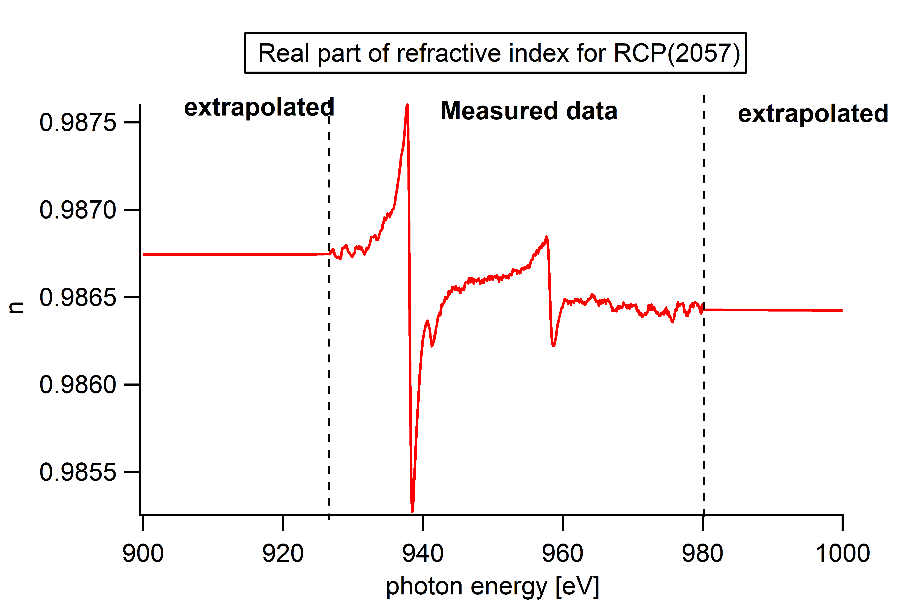 Real part of refractive index for RCP(2057)
extrapolated
Measured data
extrapolated
0.9875
0.9870
0.9865
0.9860
0.9855
n
900
920
940
960
980
1000
photon energy [eV]